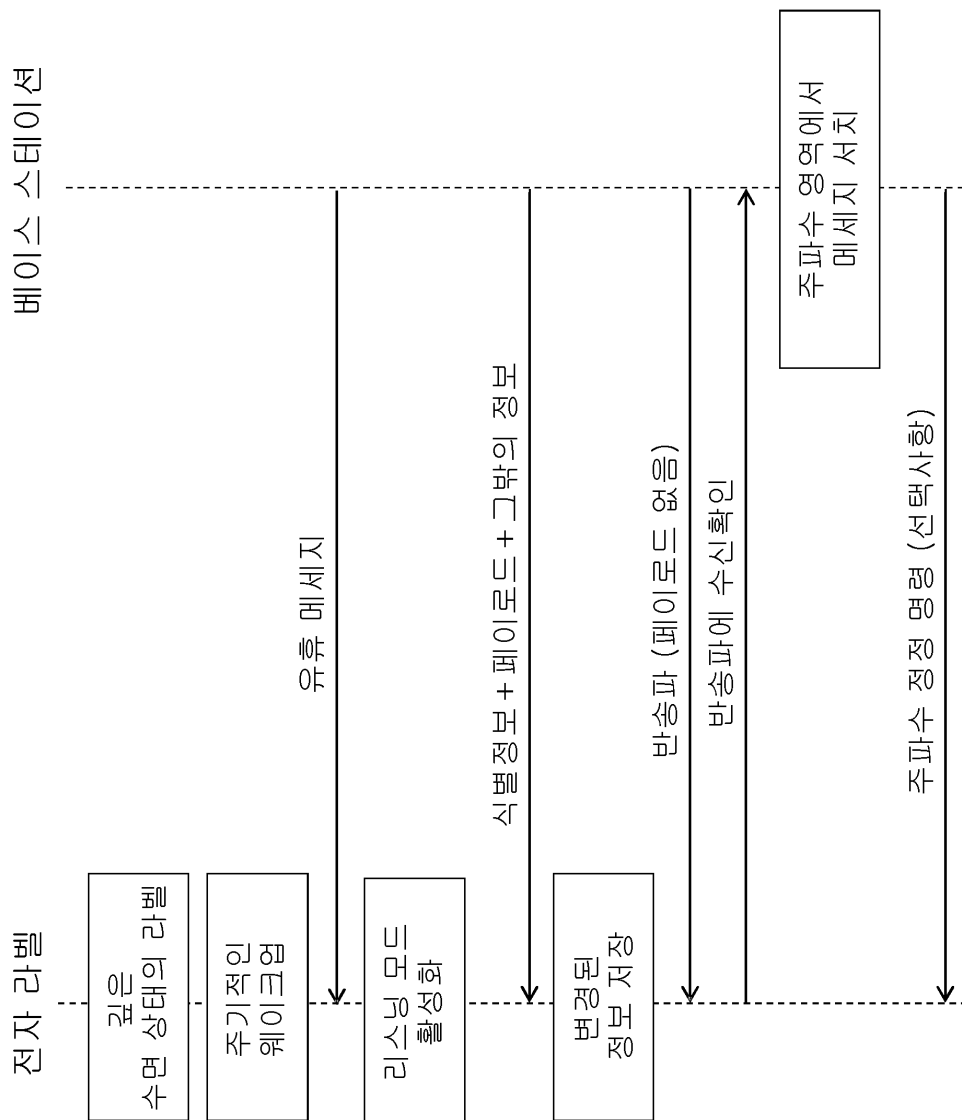 전자 라벨
베이스 스테이션
깊은
수면 상태의 라벨
주기적인
웨이크업
유휴 메세지
리스닝 모드
활성화
식별정보+페이로드+그밖의 정보
변경된
정보 저장
반송파 (페이로드 없음)
반송파에 수신확인
주파수 영역에서
메세지 서치
주파수 정정 명령 (선택사항)